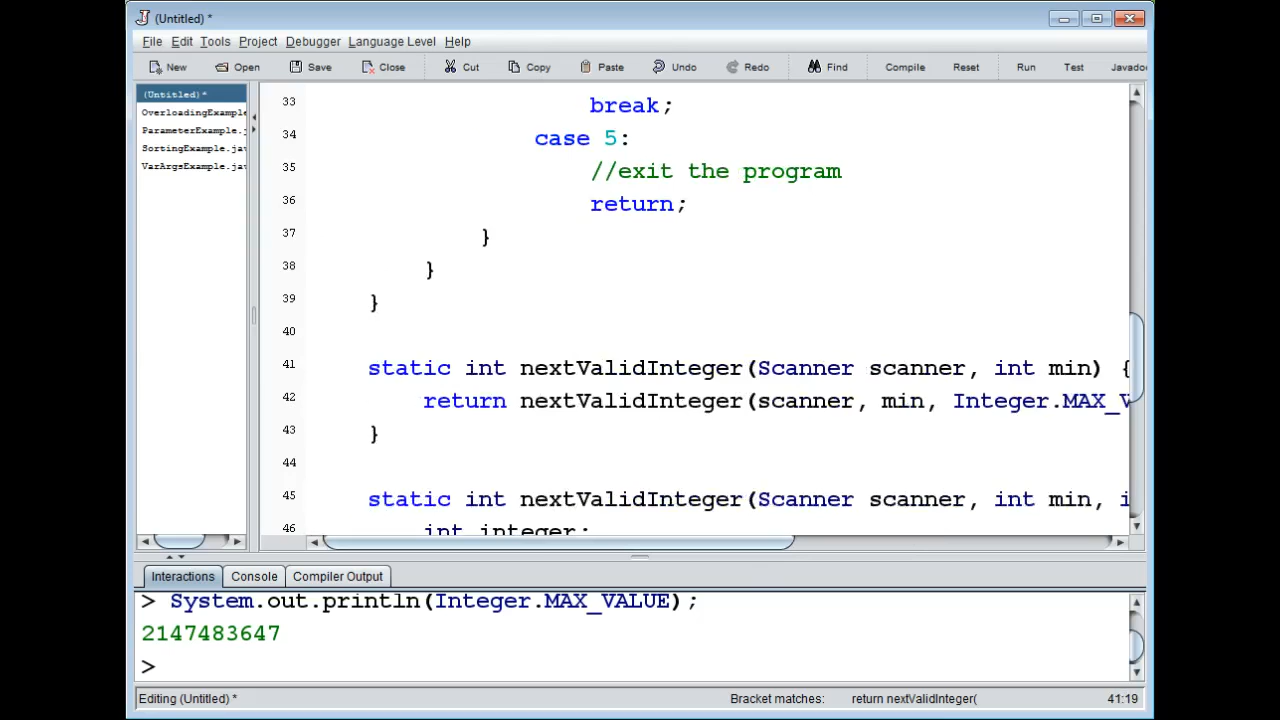 (Untitled) *
File Edit Tools Project Debugger Language Level Help
New Open Save Close Cut Copy Paste Undo Redo Find Compile Reset Run Test Javadoc
(Untitled)*
OverloadingExample
ParameterExample.j
SortingExample.jav
VarArgsExample.jav
33 break;
34 case 5:
35 //exit the program
36 return;
37 }
38 }
39 }
40
41 static int nextValidInteger(Scanner scanner, int min) {
42 return nextValidInteger(scanner, min, Integer.MAX_V
43 }
44
45 static int nextValidInteger(Scanner scanner, int min, i
46 int integer;
Interactions Console Compiler Output
> System.out.println(Integer.MAX_VALUE);
2147483647
>
Editing (Untitled) * Bracket matches: return nextValidInteger( 41:19